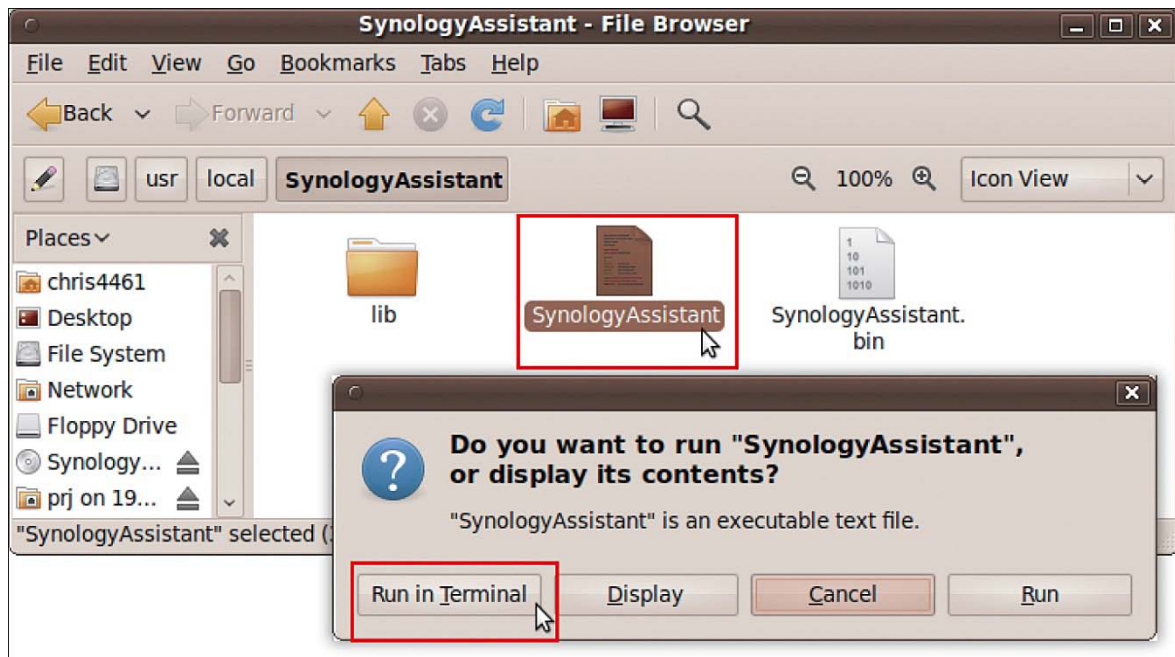 SynologyAssistant - File Browser
File Edit View Go Bookmarks Tabs Help
Back Forward
usr local SynologyAssistant 100% Icon View
Places
chris4461
Desktop
File System
Network
Floppy Drive
Synology...
prj on 19...
lib
SynologyAssistant
1
10
101
1010
SynologyAssistant.
bin
"SynologyAssistant" selected (
Do you want to run "SynologyAssistant",
or display its contents?
"SynologyAssistant" is an executable text file.
Run in Terminal Display Cancel Run